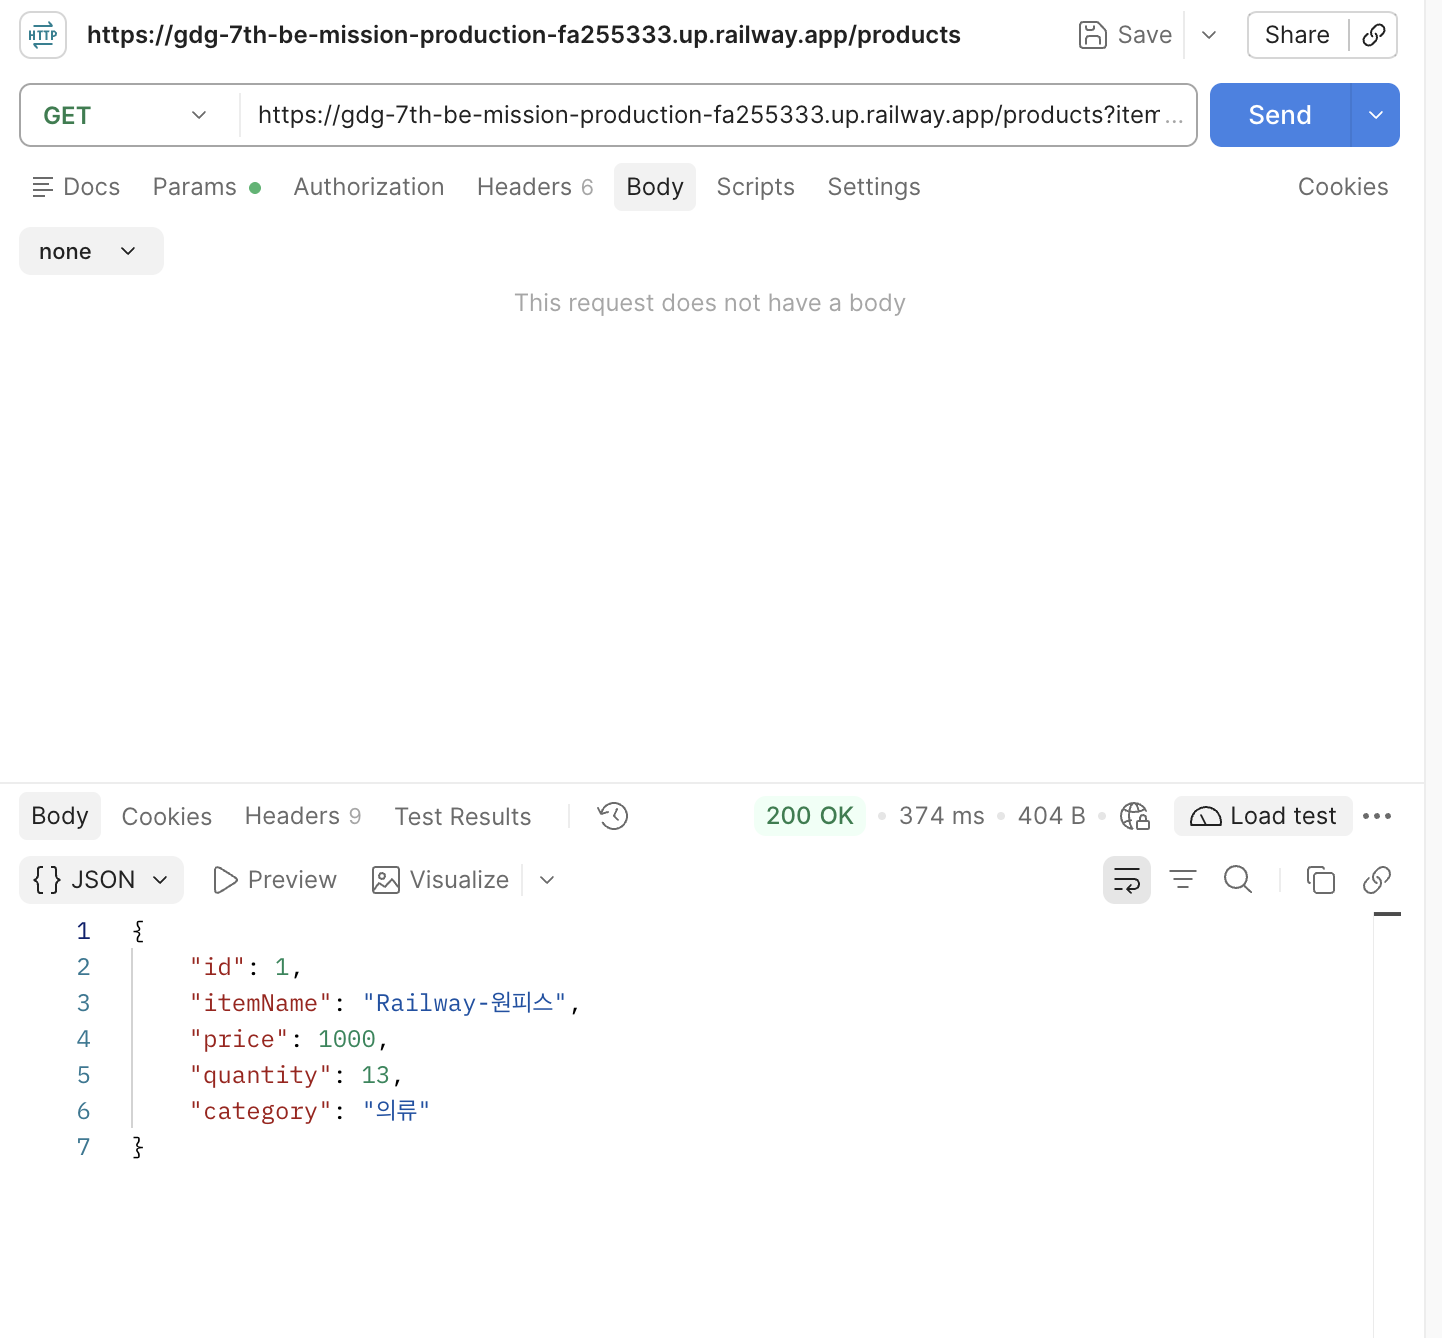 HTTP https://gdg-7th-be-mission-production-fa255333.up.railway.app/products Save Share
GET https://gdg-7th-be-mission-production-fa255333.up.railway.app/products?item ... Send
Docs Params Authorization Headers 6 Body Scripts Settings Cookies
none
This request does not have a body
Body Cookies Headers 9 Test Results 200 OK 374 ms 404 B Load test
{ } JSON Preview Visualize
1 {
2 "id": 1,
3 "itemName": "Railway-원피스",
4 "price": 1000,
5 "quantity": 13,
6 "category": "의류"
7 }